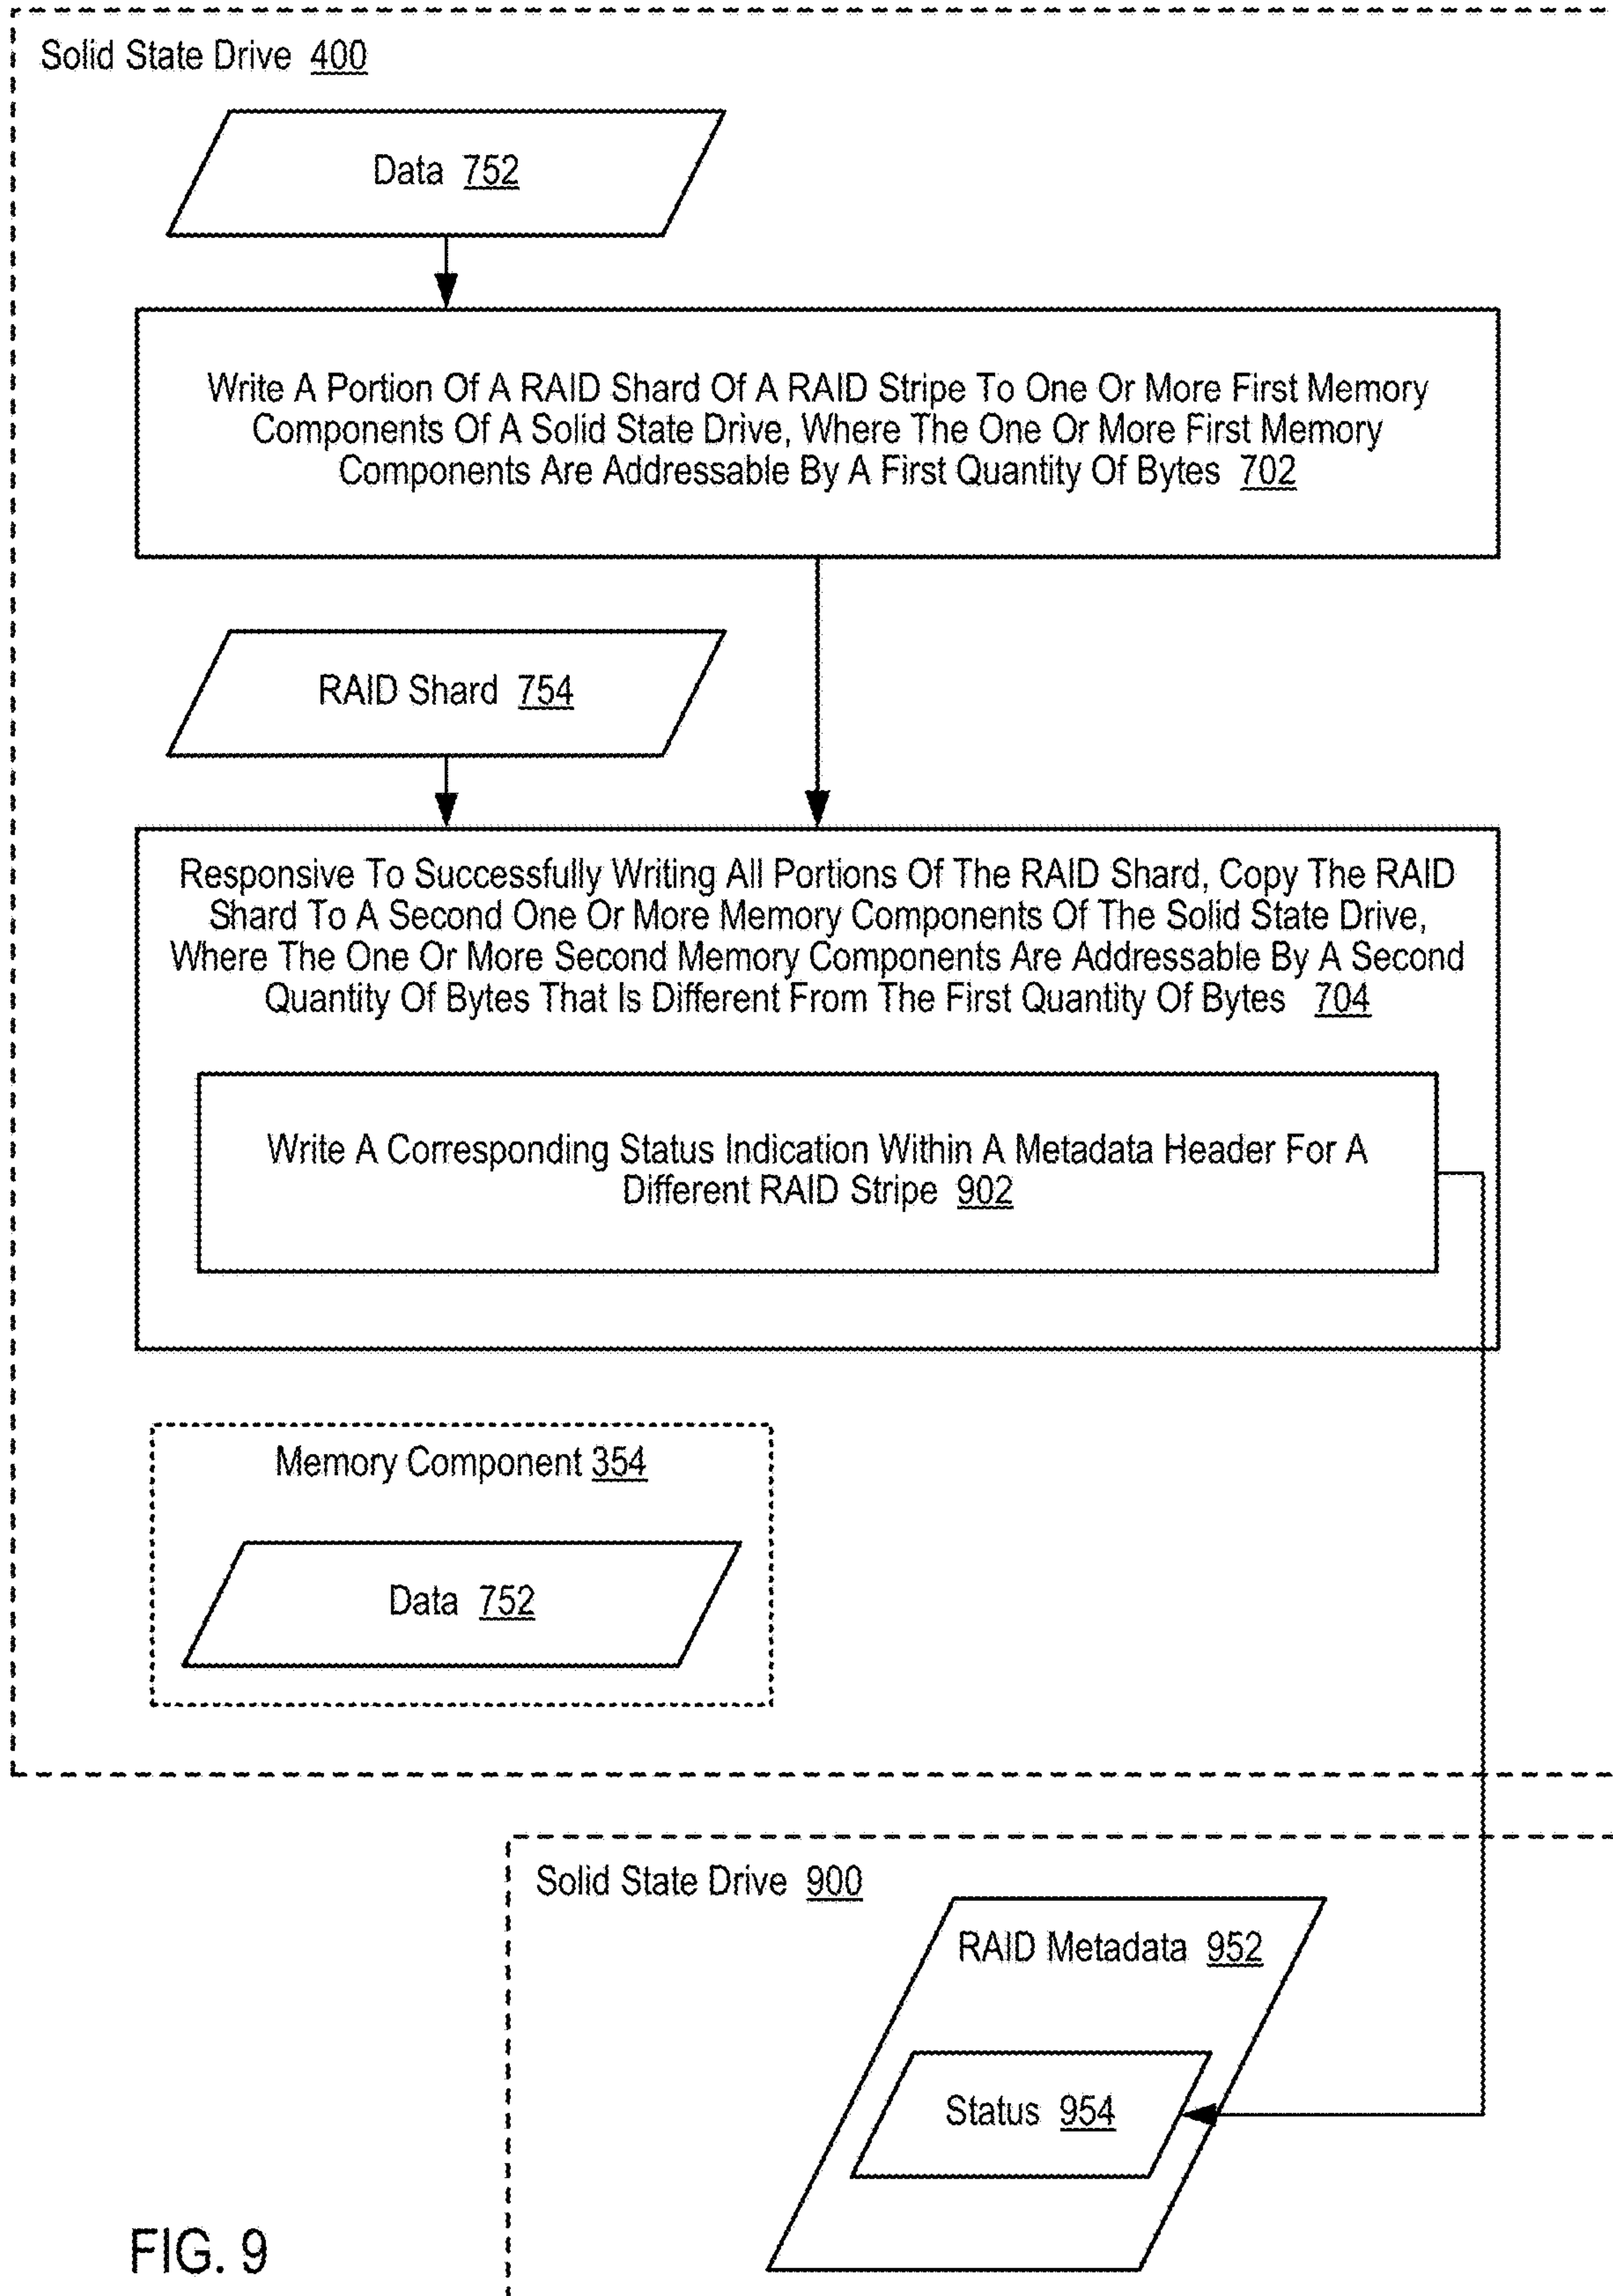 Solid State Drive 400
Data 752
Write A Portion Of A RAID Shard Of A RAID Stripe To One Or More First Memory
Components Of A Solid State Drive, Where The One Or More First Memory
Components Are Addressable By A First Quantity Of Bytes 702
RAID Shard 754
Responsive To Successfully Writing All Portions Of The RAID Shard, Copy The RAID
Shard To A Second One Or More Memory Components Of The Solid State Drive,
Where The One Or More Second Memory Components Are Addressable By A Second
Quantity Of Bytes That Is Different From The First Quantity Of Bytes 704
Write A Corresponding Status Indication Within A Metadata Header For A
Different RAID Stripe 902
Memory Component 354
Data 752
Solid State Drive 900
RAID Metadata 952
Status 954
FIG. 9